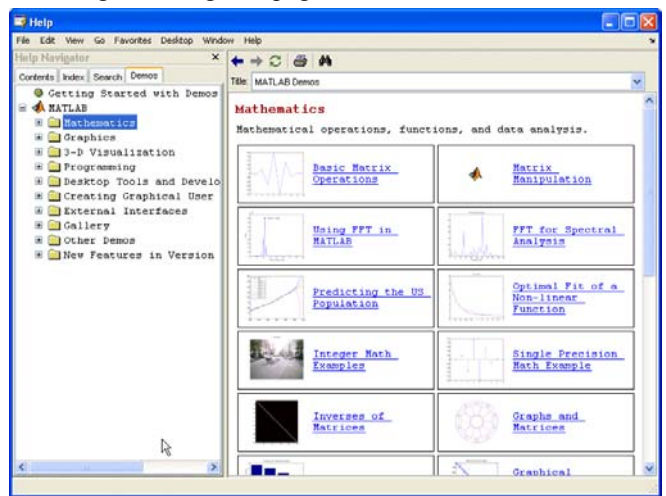 Help
File Edit View Go Favorites Desktop Window Help
Help Navigator
Contents Index Search Demos
Getting Started with Demos
MATLAB
Mathematics
Graphics
3-D Visualization
Programming
Desktop Tools and Develo
Creating Graphical User
External Interfaces
Gallery
Other Demos
New Features in Version
Title: MATLAB Demos
Mathematics
Mathematical operations, functions, and data analysis.
Basic Matrix
Operations
Matrix
Manipulation
Using FFT in
MATLAB
FFT for Spectral
Analysis
Predicting the US
Population
Optimal Fit of a
Non-linear
Function
Integer Math
Examples
Single Precision
Math Example
Inverses of
Matrices
Graphs and
Matrices
Graphical